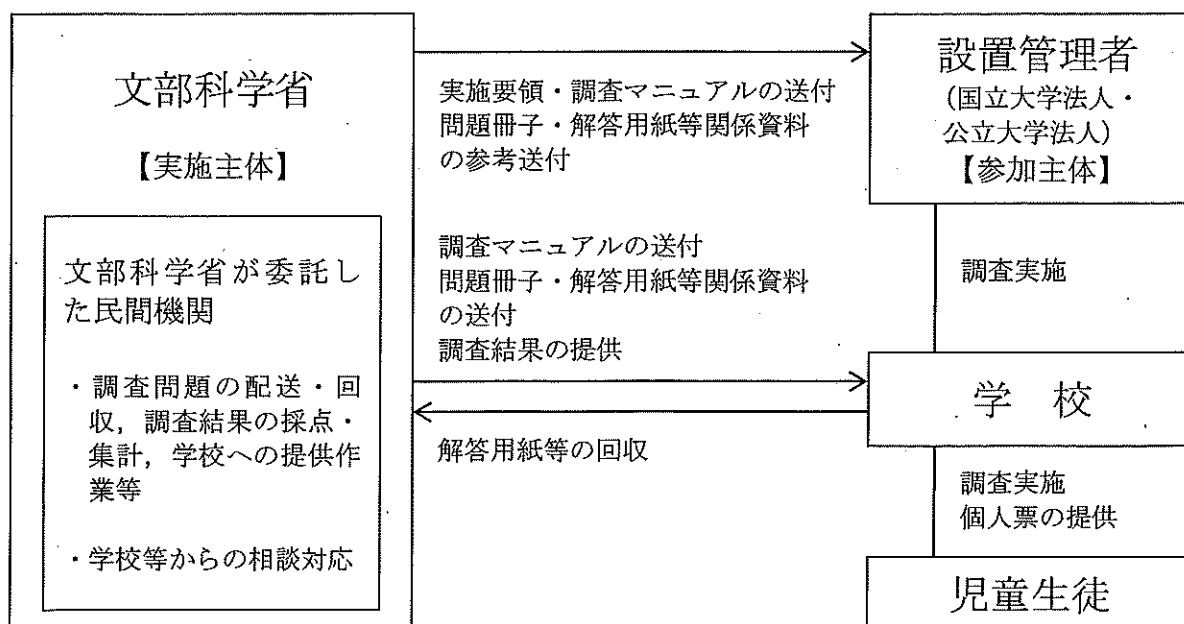 文部科学省
【実施主体】
文部科学省が委託し
た民間機関
・調査問題の配送・回
収，調査結果の採点・
集計，学校への提供作
業等
・学校等からの相談対応
実施要領・調査マニュアルの送付
問題冊子・解答用紙等関係資料
の参考送付
調査マニュアルの送付
問題冊子・解答用紙等関係資料
の送付
調査結果の提供
解答用紙等の回収
設置管理者
（国立大学法人・
公立大学法人）
【参加主体】
調査実施
学　校
調査実施
個人票の提供
児童生徒